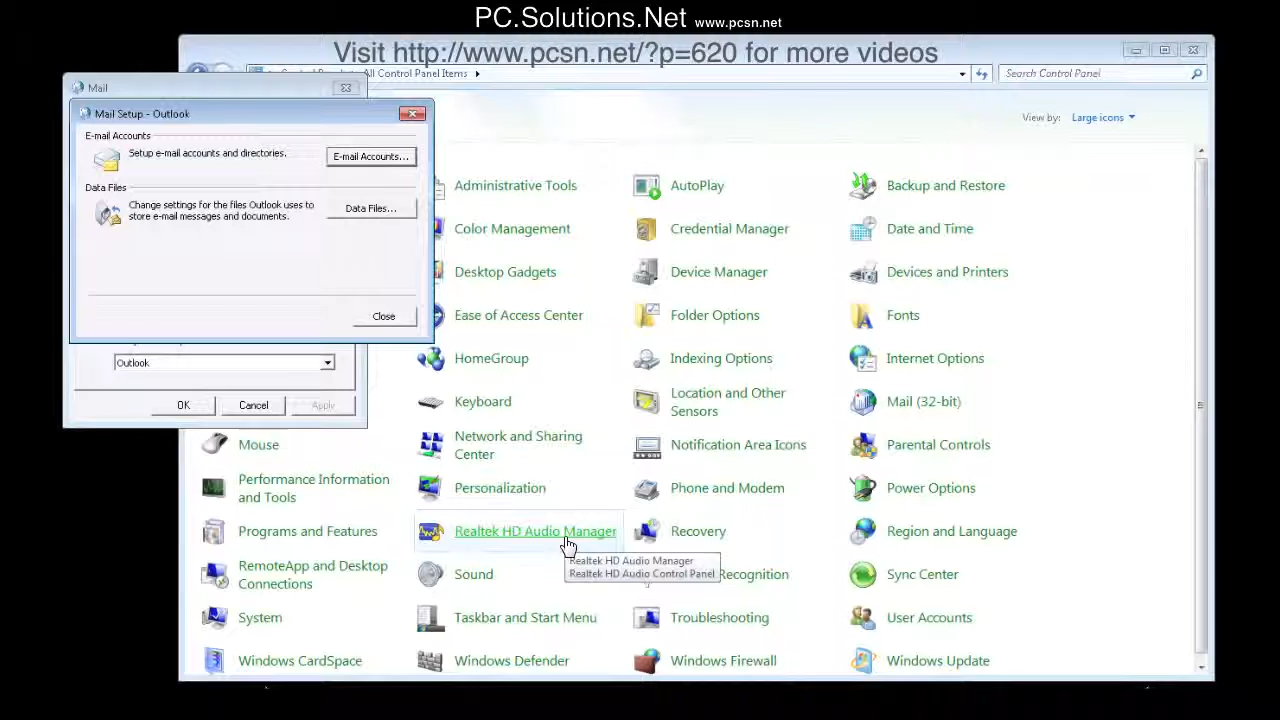 PC.Solutions.Net www.pcsn.net
Visit http://www.pcsn.net/?p=620 for more videos
All Control Panel Items
Search Control Panel
View by: Large icons
Mail
Mail Setup - Outlook
E-mail Accounts
Setup e-mail accounts and directories.
E-mail Accounts...
Data Files
Change settings for the files Outlook uses to
store e-mail messages and documents.
Data Files...
Close
Outlook
OK Cancel Apply
Administrative Tools
AutoPlay
Backup and Restore
Color Management
Credential Manager
Date and Time
Desktop Gadgets
Device Manager
Devices and Printers
Ease of Access Center
Folder Options
Fonts
HomeGroup
Indexing Options
Internet Options
Keyboard
Location and Other
Sensors
Mail (32-bit)
Mouse
Network and Sharing
Center
Notification Area Icons
Parental Controls
Performance Information
and Tools
Personalization
Phone and Modem
Power Options
Programs and Features
Realtek HD Audio Manager
Recovery
Region and Language
Realtek HD Audio Manager
Realtek HD Audio Control Panel
RemoteApp and Desktop
Connections
Sound
Recognition
Sync Center
System
Taskbar and Start Menu
Troubleshooting
User Accounts
Windows CardSpace
Windows Defender
Windows Firewall
Windows Update